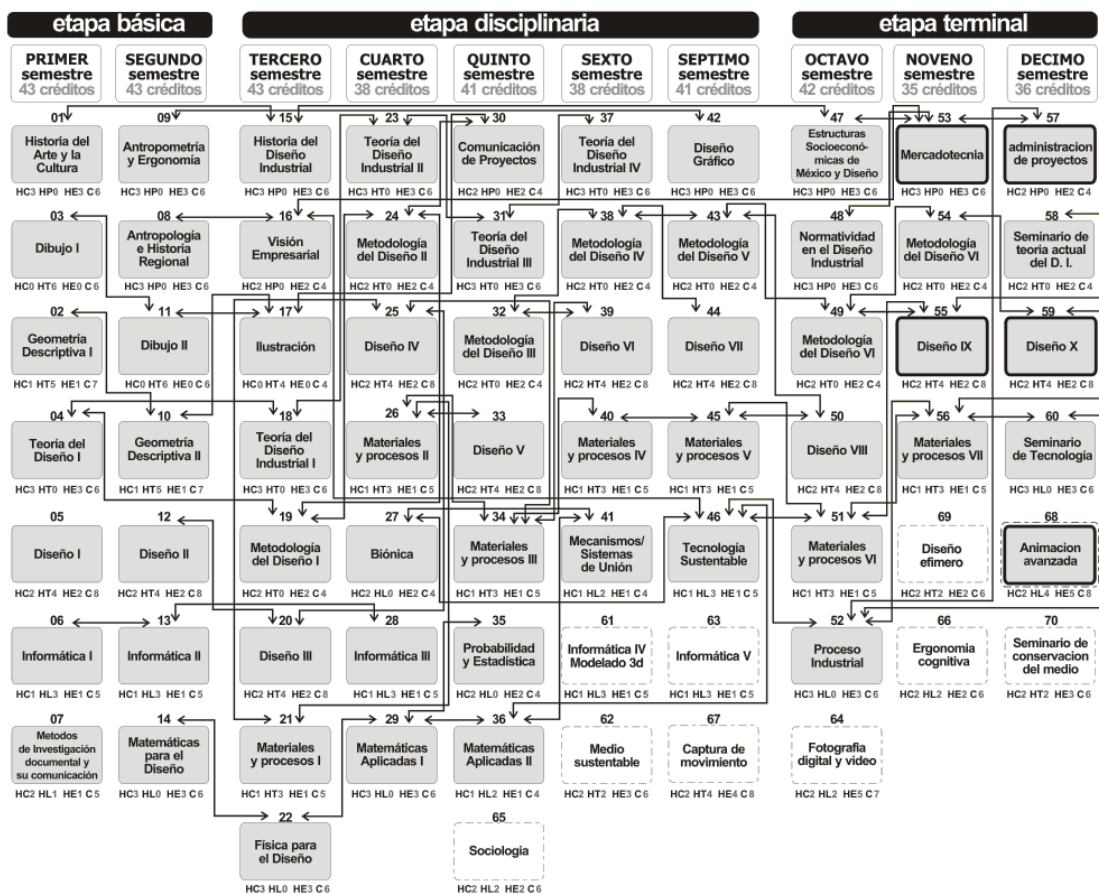 etapa básica
etapa disciplinaria
etapa terminal
PRIMER
semestre
43 créditos
SEGUNDO
semestre
43 créditos
TERCERO
semestre
43 créditos
CUARTO
semestre
38 créditos
QUINTO
semestre
41 créditos
SEXTO
semestre
38 créditos
SEPTIMO
semestre
41 créditos
OCTAVO
semestre
42 créditos
NOVENO
semestre
35 créditos
DECIMO
semestre
36 créditos
01
Historia del
Arte y la
Cultura
HC3 HP0 HE3 C6
09
Antropometría
y Ergonomía
HC3 HP0 HE3 C6
15
Historia del
Diseño
Industrial
HC3 HP0 HE3 C6
23
Teoría del
Diseño
Industrial II
HC3 HT0 HE3 C6
30
Comunicación
de Proyectos
HC2 HP0 HE2 C4
37
Teoría del
Diseño
Industrial IV
HC3 HT0 HE3 C6
42
Diseño
Gráfico
HC3 HP0 HE3 C6
47
Estructuras
Socioeconó-
micas de
México y Diseño
HC3 HP0 HE3 C6
53
Mercadotecnia
HC3 HP0 HE3 C6
57
administracion
de proyectos
HC2 HP0 HE2 C4
03
Dibujo I
HC0 HT6 HE0 C6
08
Antropología
e Historia
Regional
HC3 HP0 HE3 C6
16
Visión
Empresarial
HC2 HP0 HE2 C4
24
Metodología
del Diseño II
HC2 HT0 HE2 C4
31
Teoría del
Diseño
Industrial III
HC3 HT0 HE3 C6
38
Metodología
del Diseño IV
HC2 HT0 HE2 C4
43
Metodología
del Diseño V
HC2 HT0 HE2 C4
48
Normatividad
en el Diseño
Industrial
HC3 HP0 HE3 C6
54
Metodología
del Diseño VI
HC2 HT0 HE2 C4
58
Seminario de
teoria actual
del D. I.
HC3 HP0 HE3 C6
02
Geometría
Descriptiva I
HC1 HT5 HE1 C7
11
Dibujo II
HC0 HT6 HE0 C6
17
Ilustración
HC0 HT4 HE0 C4
25
Diseño IV
HC2 HT4 HE2 C8
32
Metodología
del Diseño III
HC2 HT0 HE2 C4
39
Diseño VI
HC2 HT4 HE2 C8
44
Diseño VII
HC2 HT4 HE2 C8
49
Metodología
del Diseño VI
HC2 HT0 HE2 C4
55
Diseño IX
HC2 HT4 HE2 C8
59
Diseño X
HC2 HT4 HE2 C8
04
Teoría del
Diseño I
HC3 HT0 HE3 C6
10
Geometría
Descriptiva II
HC1 HT5 HE1 C7
18
Teoría del
Diseño
Industrial I
HC3 HT0 HE3 C6
26
Materiales
y procesos II
HC1 HT3 HE1 C5
33
Diseño V
HC2 HT4 HE2 C8
40
Materiales
y procesos IV
HC1 HT3 HE1 C5
45
Materiales
y procesos V
HC1 HT3 HE1 C5
50
Diseño VIII
HC2 HT4 HE2 C8
56
Materiales
y procesos VII
HC1 HT3 HE1 C5
60
Seminario
de Tecnología
HC3 HL0 HE3 C6
05
Diseño I
HC2 HT4 HE2 C8
12
Diseño II
HC2 HT4 HE2 C8
19
Metodología
del Diseño I
HC2 HT0 HE2 C4
27
Biónica
HC2 HL0 HE2 C4
34
Materiales
y procesos III
HC1 HT3 HE1 C5
41
Mecanismos/
Sistemas
de Unión
HC1 HL2 HE1 C4
46
Tecnología
Sustentable
HC1 HL3 HE1 C5
51
Materiales
y procesos VI
HC1 HT3 HE1 C5
69
Diseño
efimero
HC2 HT2 HE2 C6
68
Animacion
avanzada
HC2 HL4 HE5 C8
06
Informática I
HC1 HL3 HE1 C5
13
Informática II
HC1 HL3 HE1 C5
20
Diseño III
HC2 HT4 HE2 C8
28
Informática III
HC1 HL3 HE1 C5
35
Probabilidad
y Estadística
HC2 HL0 HE2 C4
61
Informática IV
Modelado 3d
HC1 HL3 HE1 C5
63
Informática V
HC1 HL3 HE1 C5
52
Proceso
Industrial
HC3 HL0 HE3 C6
66
Ergonomia
cognitiva
HC2 HL2 HE2 C6
70
Seminario de
conservacion
del medio
HC2 HT2 HE3 C6
07
Metodos
de Investigación
documental y
su comunicación
HC2 HL1 HE1 C5
14
Matemáticas
para el
Diseño
HC3 HL0 HE3 C6
21
Materiales
y procesos I
HC1 HT3 HE1 C5
29
Matemáticas
Aplicadas I
HC3 HL0 HE3 C6
36
Matemáticas
Aplicadas II
HC1 HL2 HE1 C4
62
Medio
sustentable
HC2 HT2 HE3 C6
67
Captura de
movimiento
HC2 HT4 HE4 C8
64
Fotografia
digital y video
HC2 HL2 HE5 C7
22
Física para
el Diseño
HC3 HL0 HE3 C6
65
Sociologia
HC2 HL2 HE2 C6